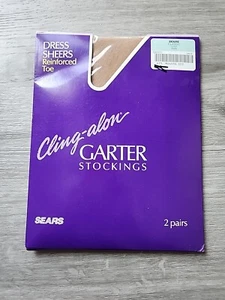 DRESS
SHEERS
Reinforced
Toe
Cling-alon
GARTER
STOCKINGS
SEARS
2 pairs